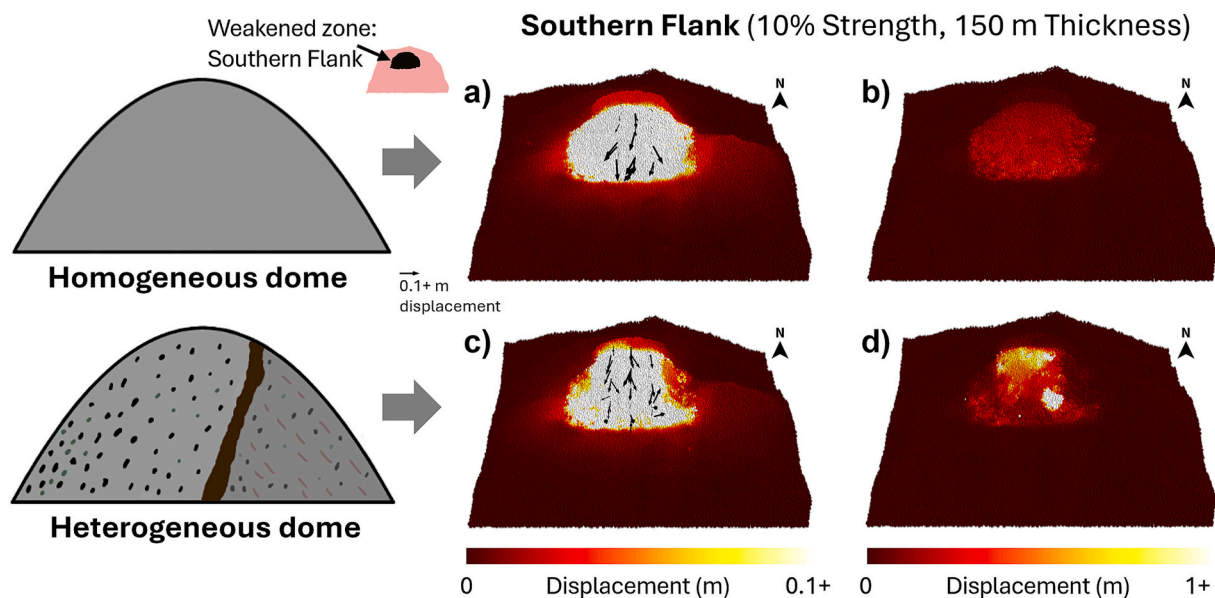 Weakened zone:
Southern Flank
Southern Flank (10% Strength, 150 m Thickness)
a)
N
b)
N
Homogeneous dome
0.1+ m
displacement
c)
N
d)
N
Heterogeneous dome
0
Displacement (m)
0.1+
0
Displacement (m)
1+